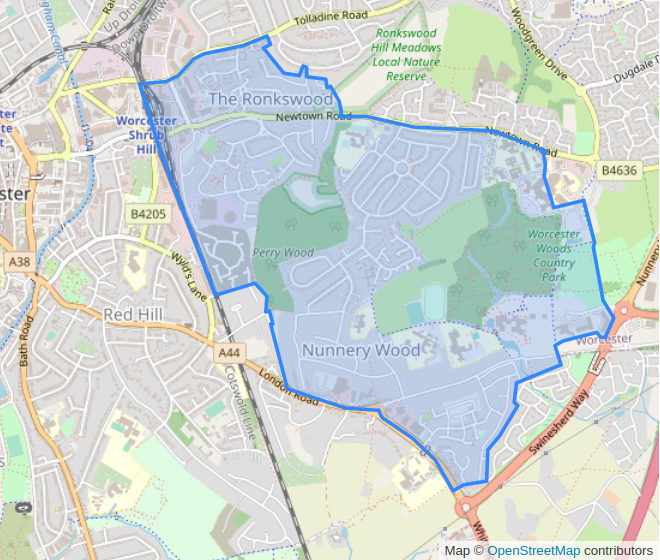 Tolladine Road
Ronkswood
Hill Meadows
Local Nature
Reserve
Woodgreen Drive
Dugdale
The Ronkswood
Newtown Road
Newtown Road
Worcester
Shrub
Hill
B4636
B4205
Worcester
Woods
Country
Park
Perry Wood
A38
Wyld's Lane
Red Hill
Bath Road
A44
Nunnery Wood
Worcester
London Road
Cotswold Line
Swinesherd Way
Map © OpenStreetMap contributors